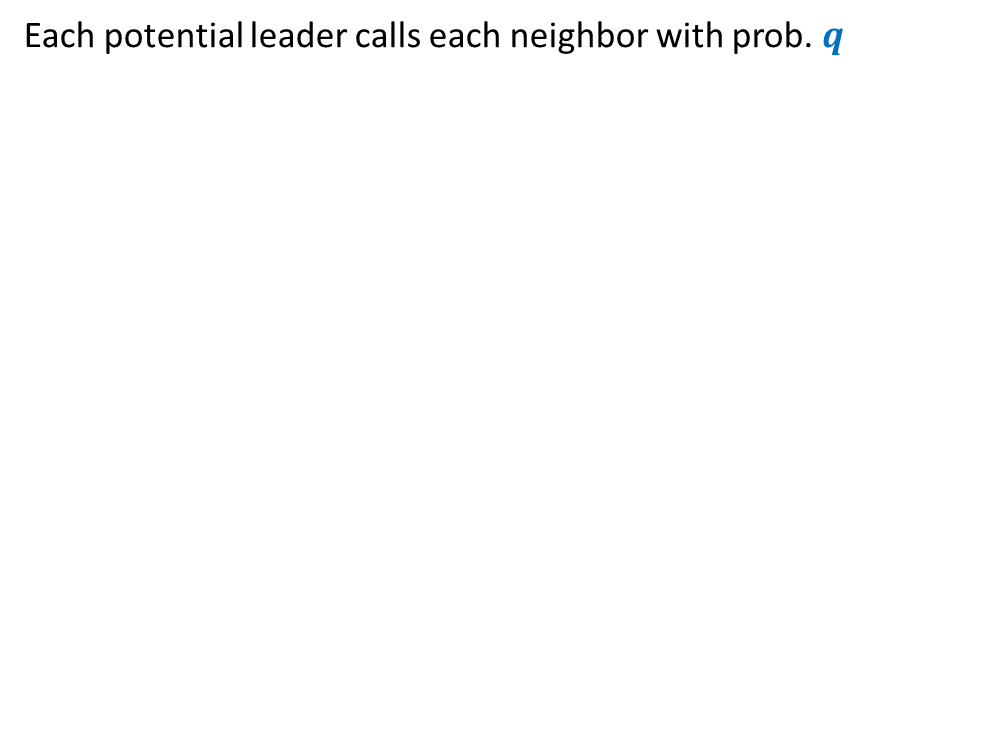 Each potential leader calls each neighbor with prob. q